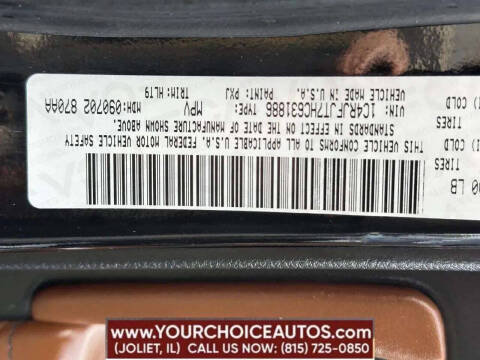 THIS VEHICLE CONFORMS TO ALL APPLICABLE U.S.A. FEDERAL MOTOR VEHICLE SAFETY
STANDARDS IN EFFECT ON THE DATE OF MANUFACTURE SHOWN ABOVE.
VIN: 1C4RJFJT7HC631886 TYPE: MPV MDH: 090702 870AA
VEHICLE MADE IN U.S.A. PAINT: PXJ TRIM: HLT9
00 LB
TIRES
COLD
TIRES
COLD
WWW.YOURCHOICEAUTOS.COM
(JOLIET, IL) CALL US NOW: (815) 725-0850